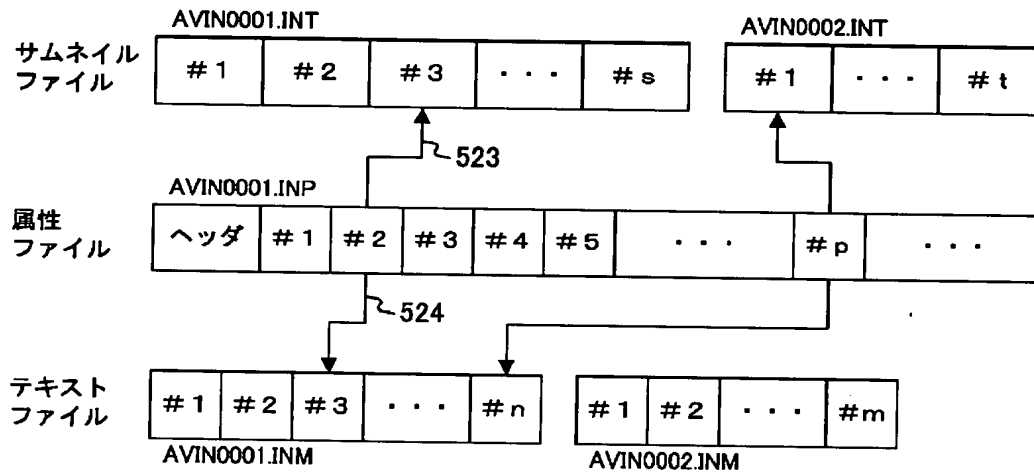 AVIN0001.INT
AVIN0002.INT
サムネイル
ファイル
#1 #2 #3 ・・・ #s
#1 ・・・ #t
523
AVIN0001.INP
属性
ファイル
ヘッダ #1 #2 #3 #4 #5 ・・・ #p ・・・
524
テキスト
ファイル
#1 #2 #3 ・・・ #n
#1 #2 ・・・ #m
AVIN0001.INM
AVIN0002.INM